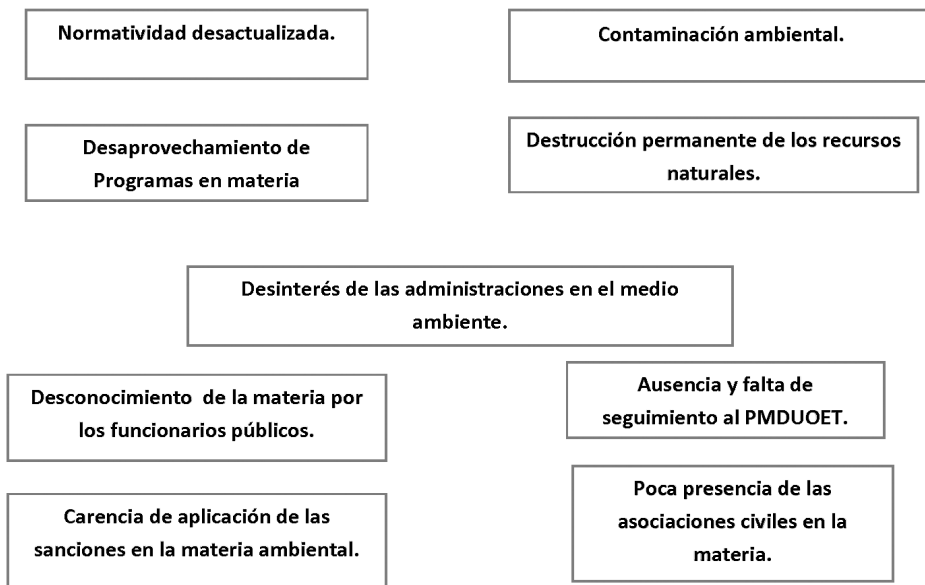 Normatividad desactualizada.
Contaminación ambiental.
Desaprovechamiento de
Programas en materia
Destrucción permanente de los recursos
naturales.
Desinterés de las administraciones en el medio
ambiente.
Desconocimiento  de la materia por
los funcionarios públicos.
Ausencia y falta de
seguimiento al PMDUOET.
Carencia de aplicación de las
sanciones en la materia ambiental.
Poca presencia de las
asociaciones civiles en la
materia.